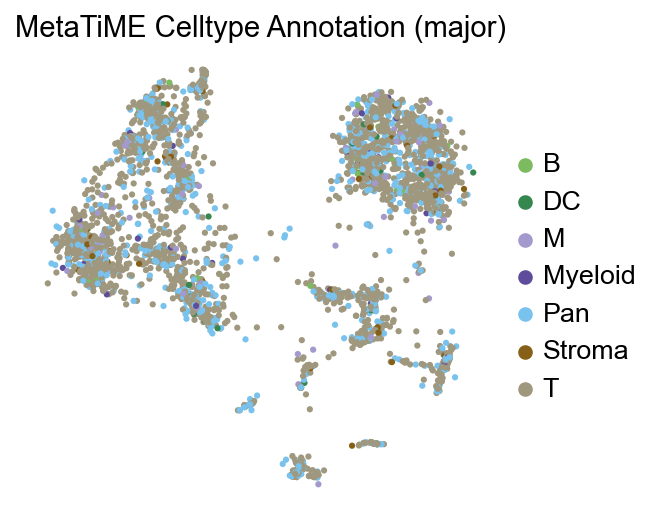 MetaTiME Celltype Annotation (major)
B
DC
M
Myeloid
Pan
Stroma
T